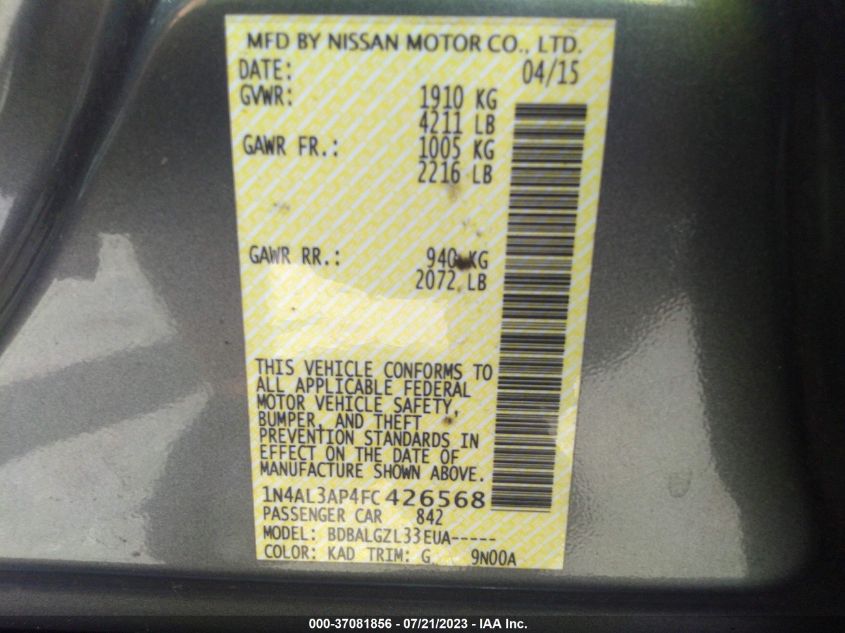 MFD BY NISSAN MOTOR CO., LTD.
DATE: 04/15
GVWR: 1910 KG
4211 LB
GAWR FR.: 1005 KG
2216 LB
GAWR RR.: 940 KG
2072 LB
THIS VEHICLE CONFORMS TO
ALL APPLICABLE FEDERAL
MOTOR VEHICLE SAFETY,
BUMPER, AND THEFT
PREVENTION STANDARDS IN
EFFECT ON THE DATE OF
MANUFACTURE SHOWN ABOVE.
1N4AL3AP4FC426568
PASSENGER CAR 842
MODEL: BDBALGZL33EUA-----
COLOR: KAD TRIM: G 9N00A
000-37081856 / 07/21/2023 - IAA Inc.